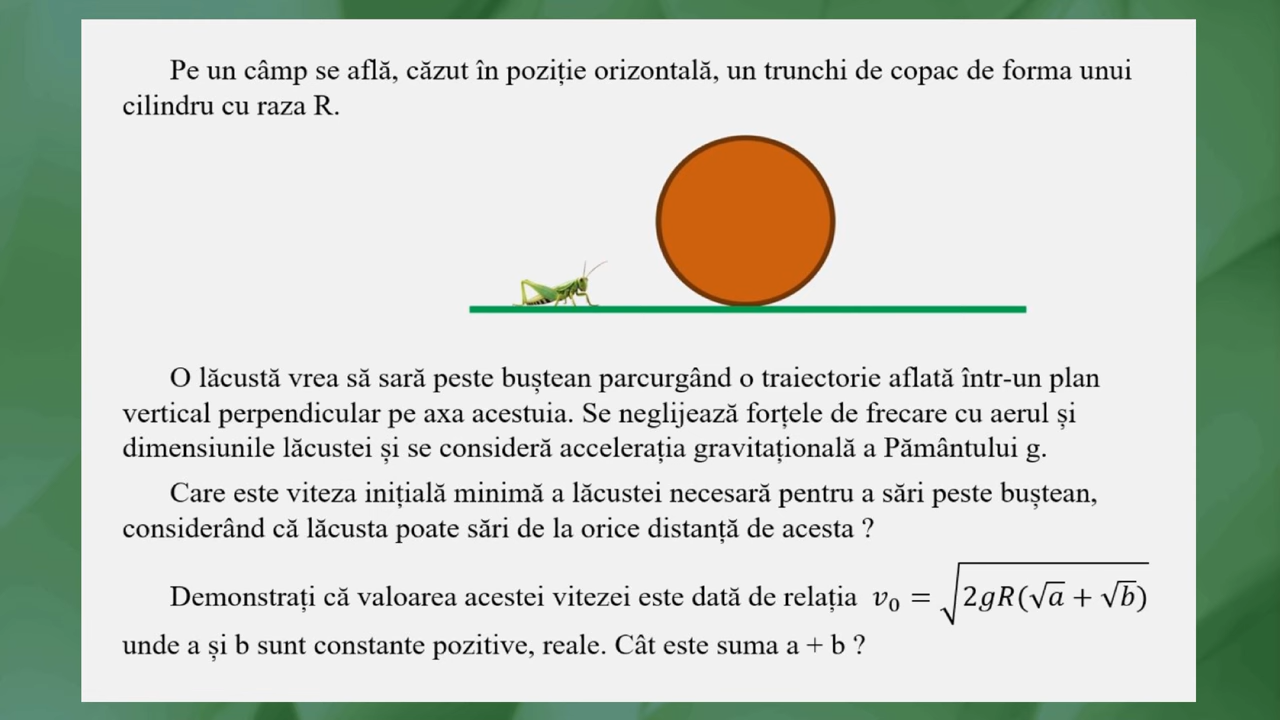 Pe un câmp se află, căzut în poziție orizontală, un trunchi de copac de forma unui
cilindru cu raza R.
O lăcustă vrea să sară peste buștean parcurgând o traiectorie aflată într-un plan
vertical perpendicular pe axa acestuia. Se neglijează forțele de frecare cu aerul și
dimensiunile lăcustei și se consideră accelerația gravitațională a Pământului g.
Care este viteza inițială minimă a lăcustei necesară pentru a sări peste buștean,
considerând că lăcusta poate sări de la orice distanță de acesta ?
Demonstrați că valoarea acestei vitezei este dată de relația v₀ = √(2gR(√a + √b))
unde a și b sunt constante pozitive, reale. Cât este suma a + b ?